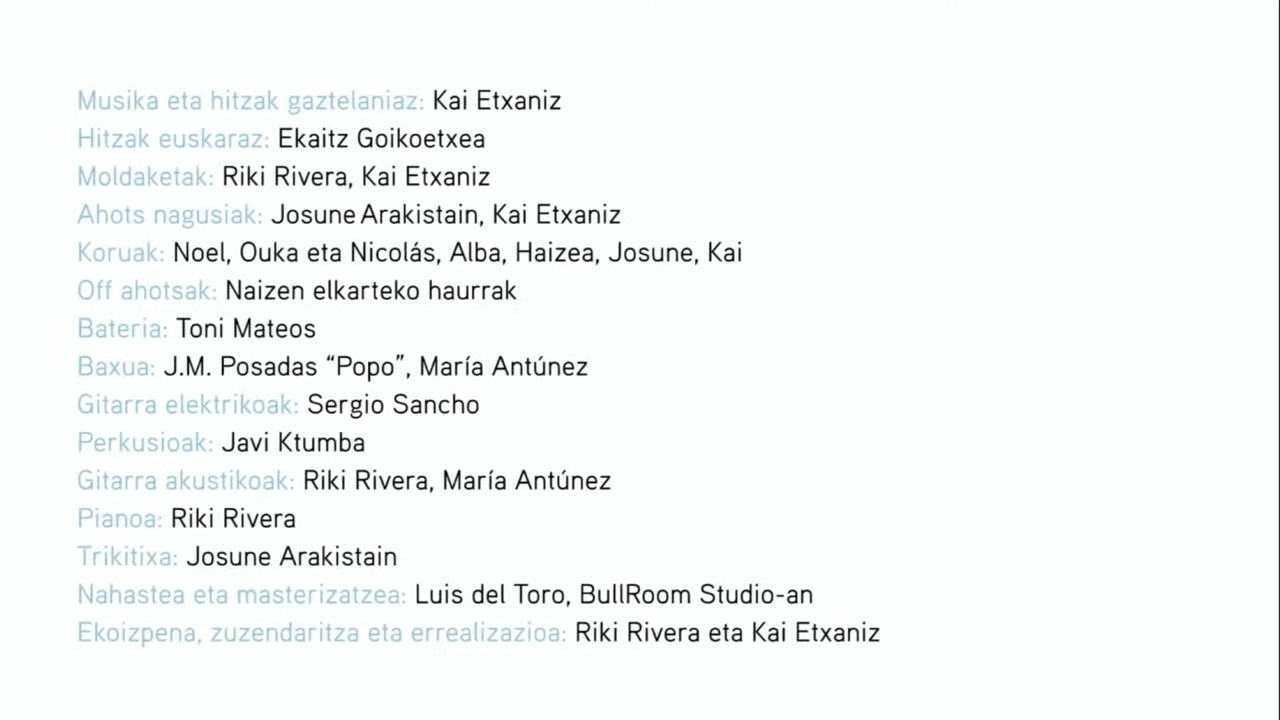 Musika eta hitzak gaztelaniaz: Kai Etxaniz
Hitzak euskaraz: Ekaitz Goikoetxea
Moldaketak: Riki Rivera, Kai Etxaniz
Ahots nagusiak: Josune Arakistain, Kai Etxaniz
Koruak: Noel, Ouka eta Nicolás, Alba, Haizea, Josune, Kai
Off ahotsak: Naizen elkarteko haurrak
Bateria: Toni Mateos
Baxua: J.M. Posadas “Popo”, María Antúnez
Gitarra elektrikoak: Sergio Sancho
Perkusioak: Javi Ktumba
Gitarra akustikoak: Riki Rivera, María Antúnez
Pianoa: Riki Rivera
Trikitixa: Josune Arakistain
Nahastea eta masterizatzea: Luis del Toro, BullRoom Studio-an
Ekoizpena, zuzendaritza eta errealizazioa: Riki Rivera eta Kai Etxaniz